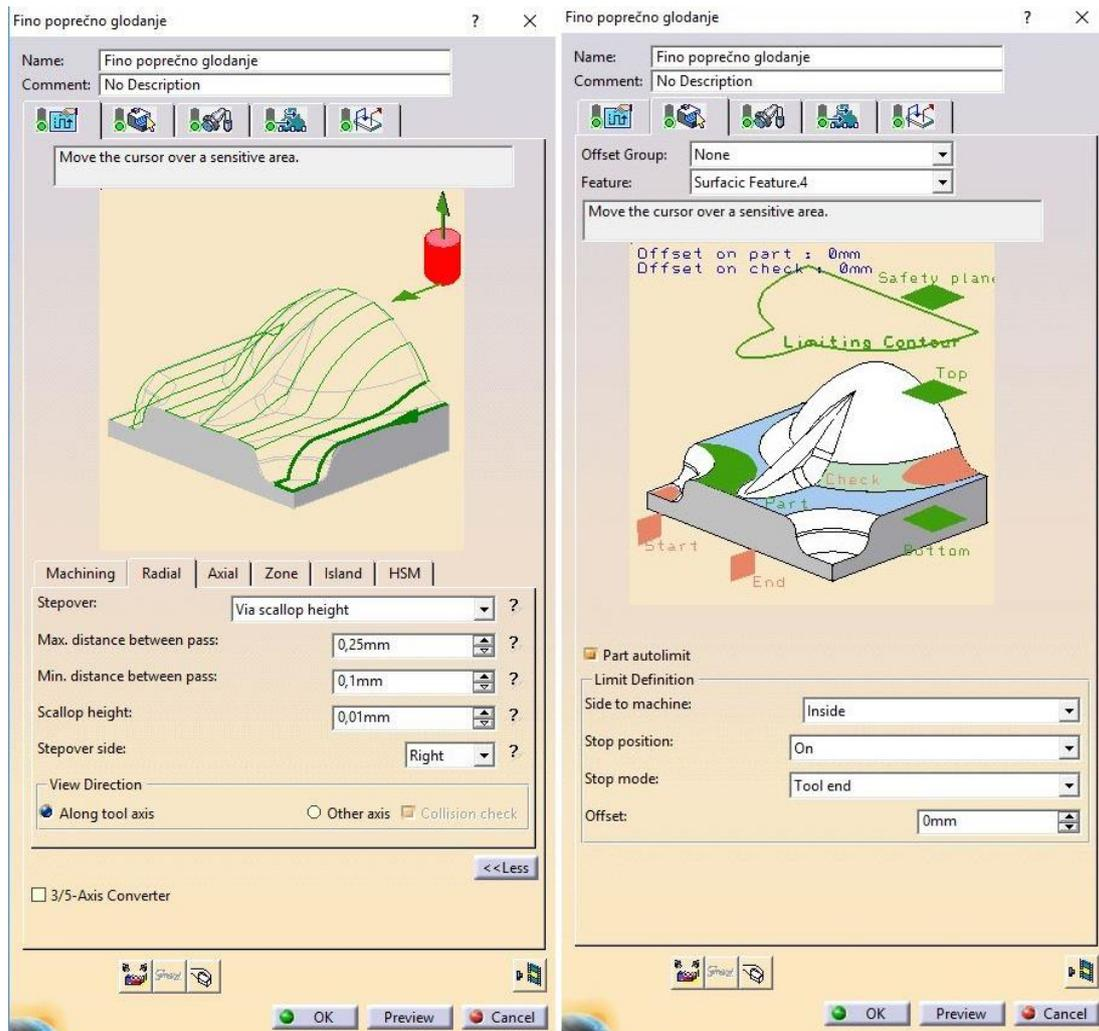 Fino poprečno glodanje ? ×
Name: Fino poprečno glodanje
Comment: No Description
Move the cursor over a sensitive area.
Machining Radial Axial Zone Island HSM
Stepover: Via scallop height ?
Max. distance between pass: 0,25mm ?
Min. distance between pass: 0,1mm ?
Scallop height: 0,01mm ?
Stepover side: Right ?
View Direction
Along tool axis Other axis Collision check
<<Less
3/5-Axis Converter
OK Preview Cancel
Fino poprečno glodanje ? ×
Name: Fino poprečno glodanje
Comment: No Description
Offset Group: None
Feature: Surfacic Feature.4
Move the cursor over a sensitive area.
Offset on part : 0mm
Offset on check : 0mm
Safety plane
Limiting Contour
Top
Check
Part
Start
Bottom
End
Part autolimit
Limit Definition
Side to machine: Inside
Stop position: On
Stop mode: Tool end
Offset: 0mm
OK Preview Cancel